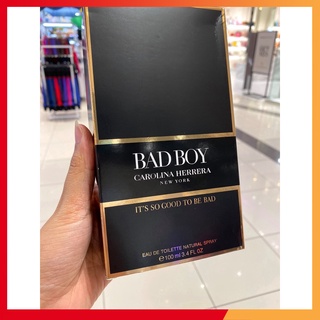 BAD BOY
CAROLINA HERRERA
NEW YORK
IT'S SO GOOD TO BE BAD
EAU DE TOILETTE NATURAL SPRAY
℮ 100 ml 3.4 FL OZ